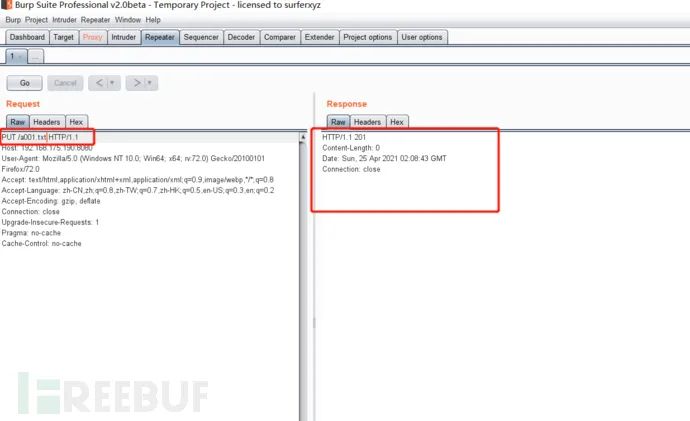 Burp Suite Professional v2.0beta - Temporary Project - licensed to surferxyz
Burp Project Intruder Repeater Window Help
Dashboard Target Proxy Intruder Repeater Sequencer Decoder Comparer Extender Project options User options
1 × ...
Go Cancel < | ▾ > | ▾
Request
Raw Headers Hex
PUT /a001.txt HTTP/1.1
Host: 192.168.175.190:8080
User-Agent: Mozilla/5.0 (Windows NT 10.0; Win64; x64; rv:72.0) Gecko/20100101
Firefox/72.0
Accept: text/html,application/xhtml+xml,application/xml;q=0.9,image/webp,*/*;q=0.8
Accept-Language: zh-CN,zh;q=0.8,zh-TW;q=0.7,zh-HK;q=0.5,en-US;q=0.3,en;q=0.2
Accept-Encoding: gzip, deflate
Connection: close
Upgrade-Insecure-Requests: 1
Pragma: no-cache
Cache-Control: no-cache
Response
Raw Headers Hex
HTTP/1.1 201
Content-Length: 0
Date: Sun, 25 Apr 2021 02:08:43 GMT
Connection: close
FREEBUF